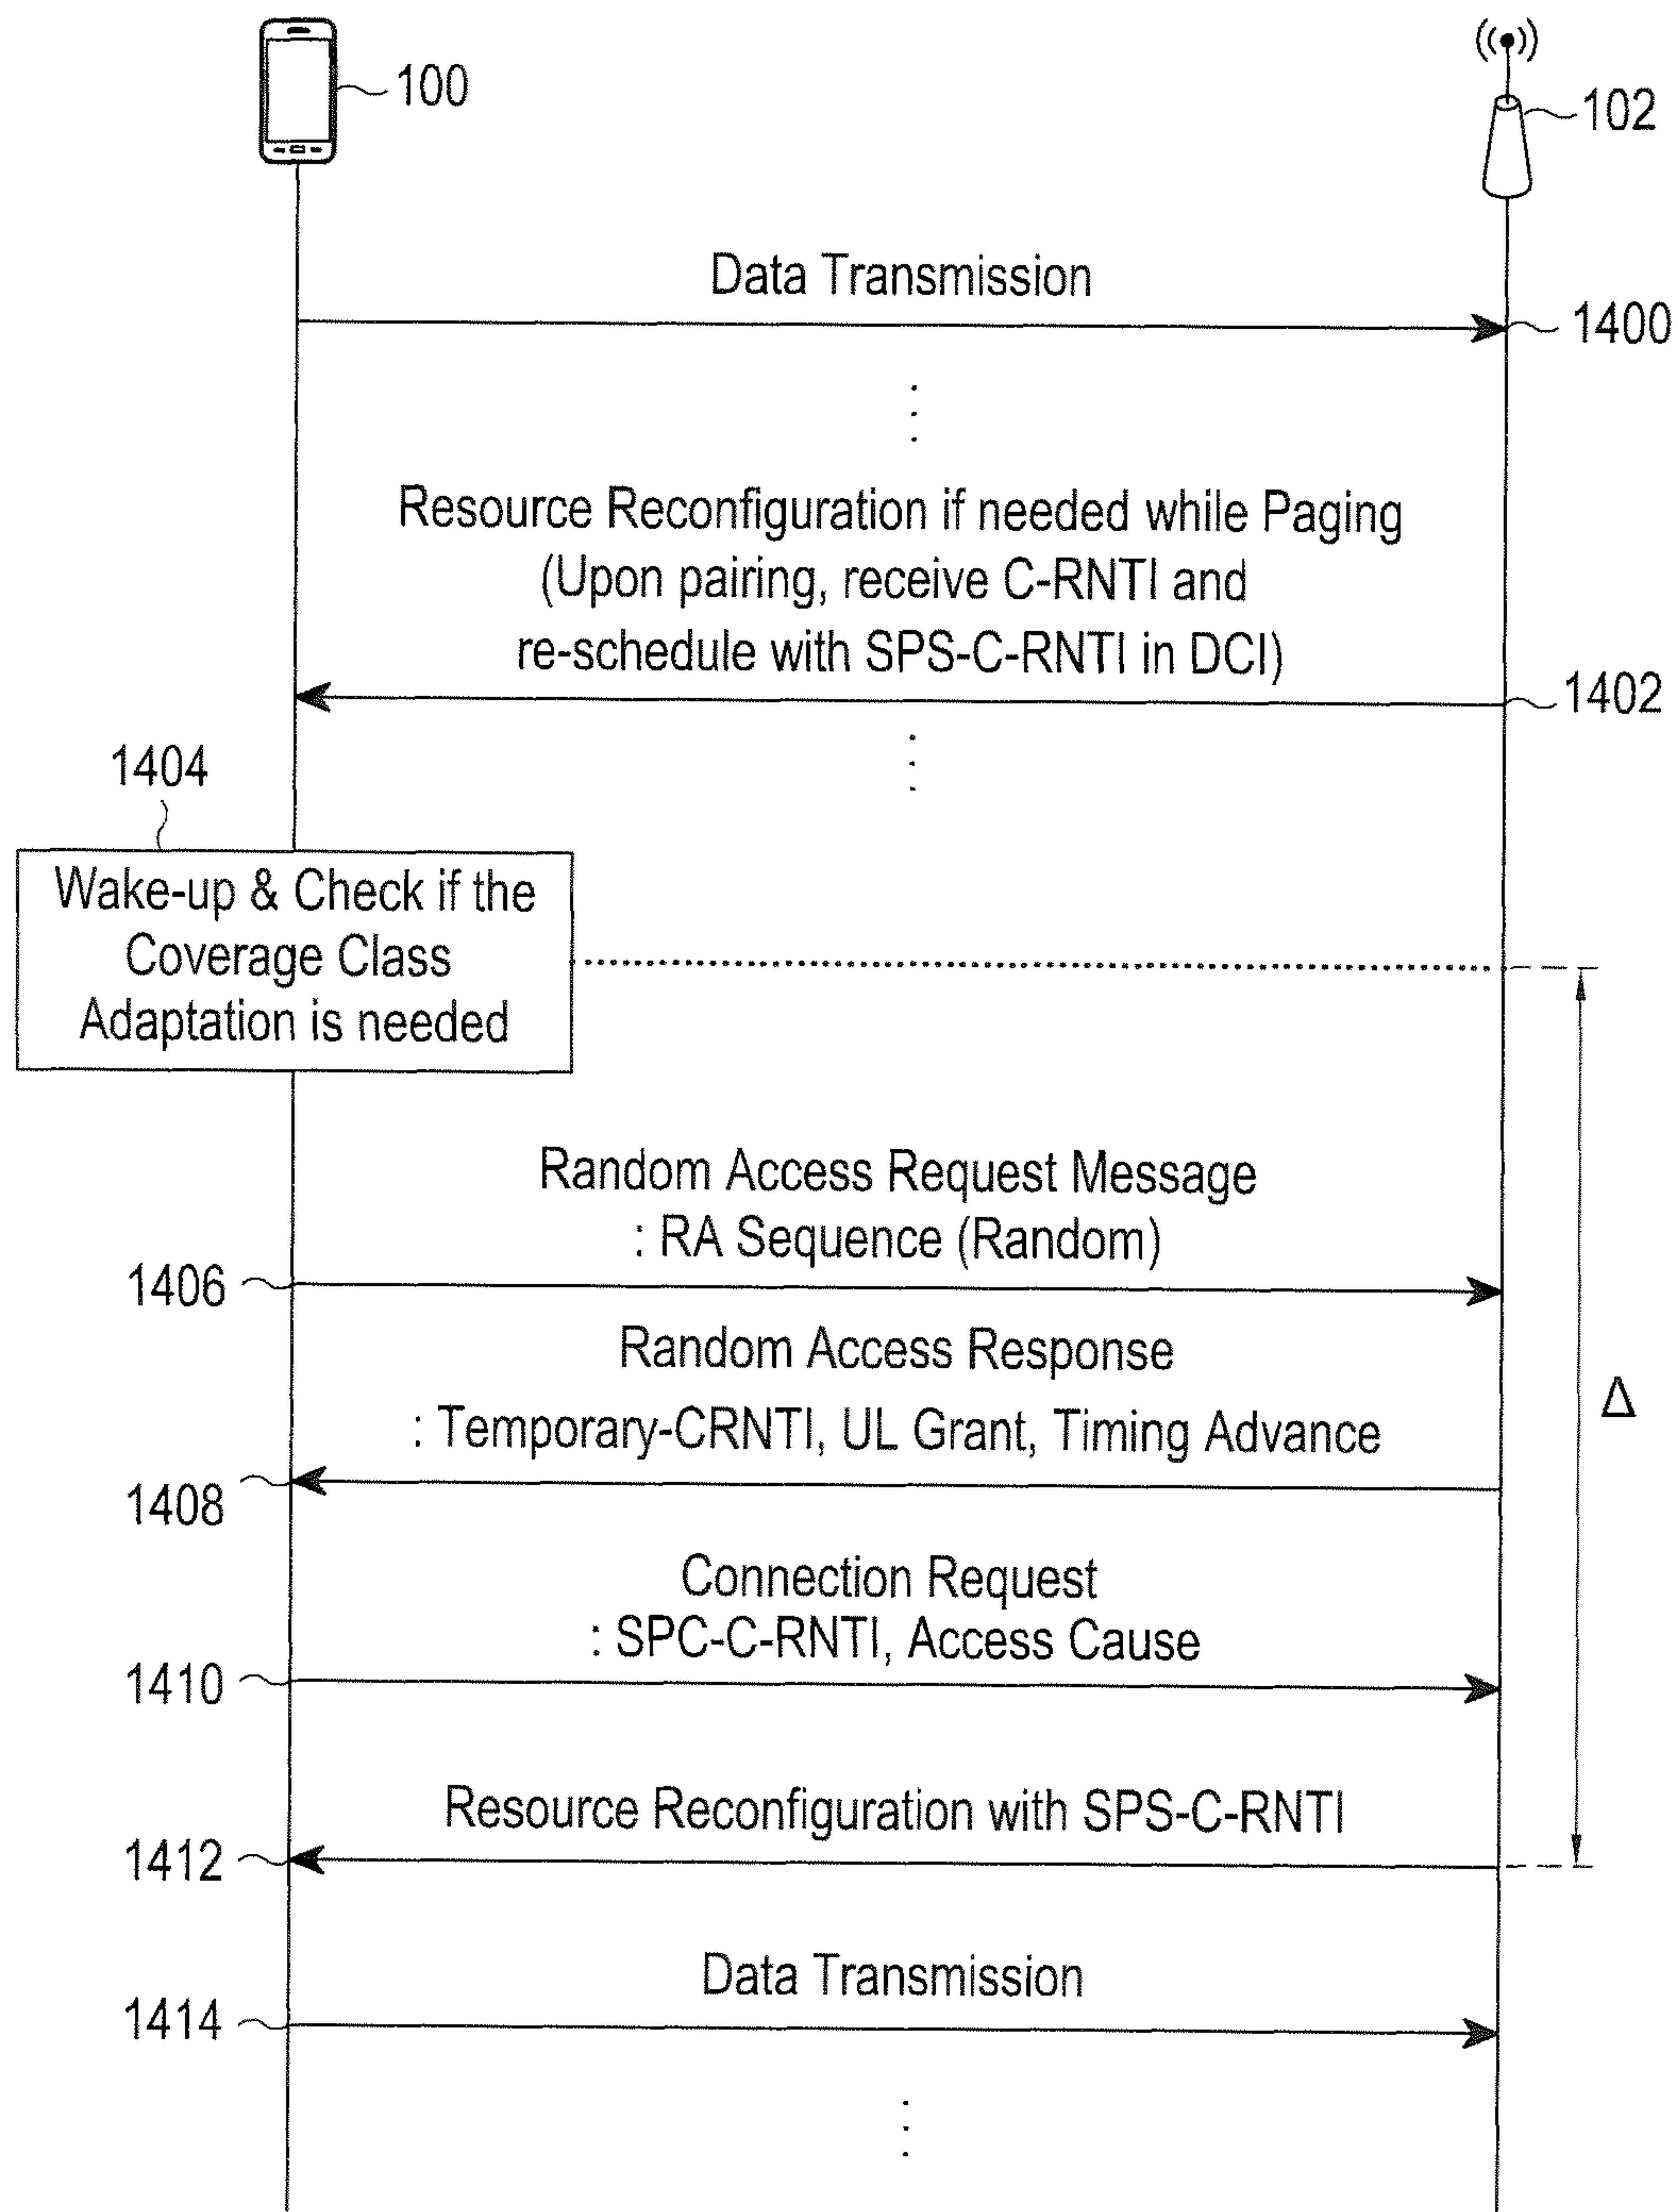 100
102
Data Transmission
1400
Resource Reconfiguration if needed while Paging
(Upon pairing, receive C-RNTI and
re-schedule with SPS-C-RNTI in DCI)
1402
1404
Wake-up & Check if the
Coverage Class
Adaptation is needed
Random Access Request Message
: RA Sequence (Random)
1406
Random Access Response
: Temporary-CRNTI, UL Grant, Timing Advance
Δ
1408
Connection Request
: SPC-C-RNTI, Access Cause
1410
Resource Reconfiguration with SPS-C-RNTI
1412
Data Transmission
1414